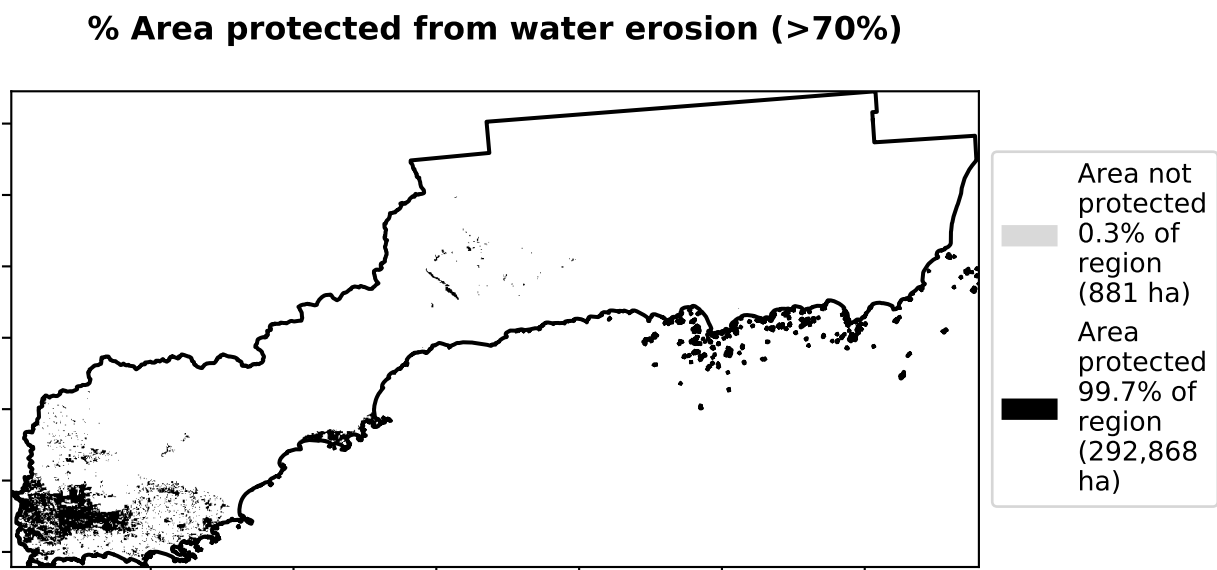 % Area protected from water erosion (>70%)
Area not
protected
0.3% of
region
(881 ha)
Area
protected
99.7% of
region
(292,868
ha)